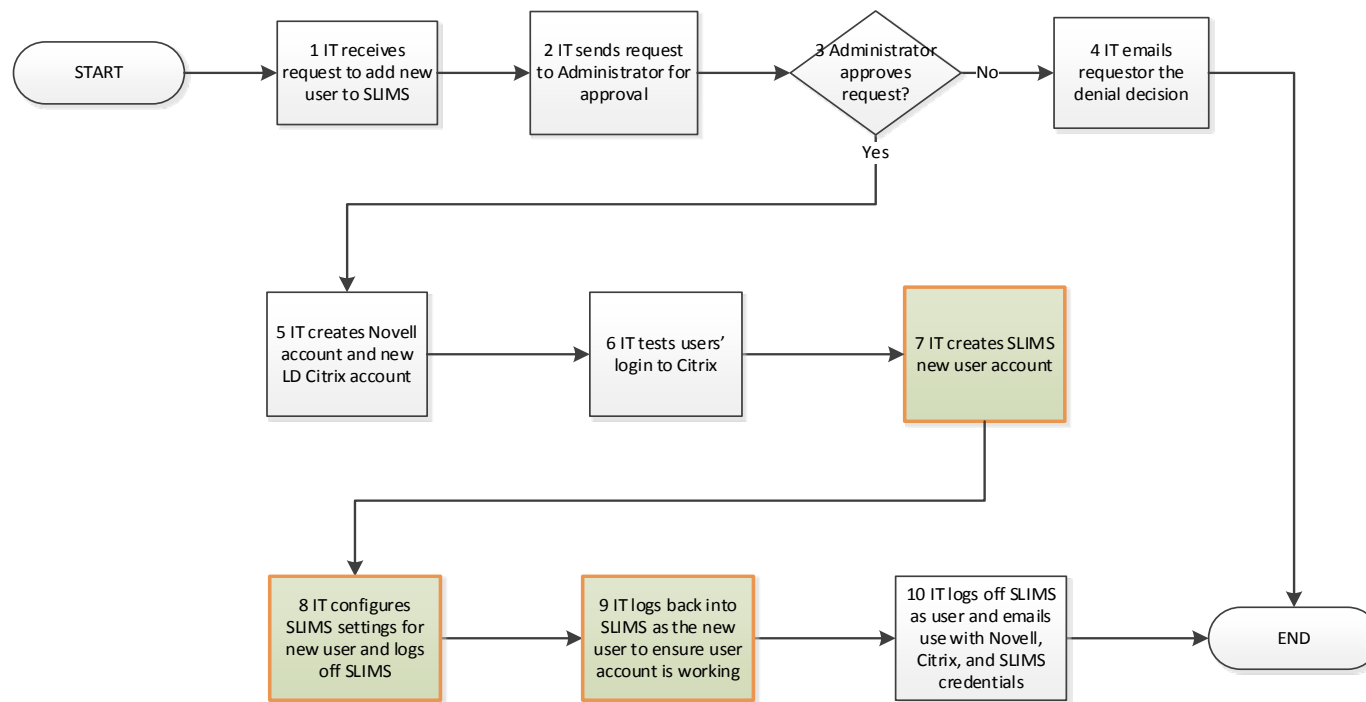 START
1 IT receives
request to add new
user to SLIMS
2 IT sends request
to Administrator for
approval
3 Administrator
approves
request?
No
4 IT emails
requestor the
denial decision
Yes
5 IT creates Novell
account and new
LD Citrix account
6 IT tests users’
login to Citrix
7 IT creates SLIMS
new user account
8 IT configures
SLIMS settings for
new user and logs
off SLIMS
9 IT logs back into
SLIMS as the new
user to ensure user
account is working
10 IT logs off SLIMS
as user and emails
use with Novell,
Citrix, and SLIMS
credentials
END